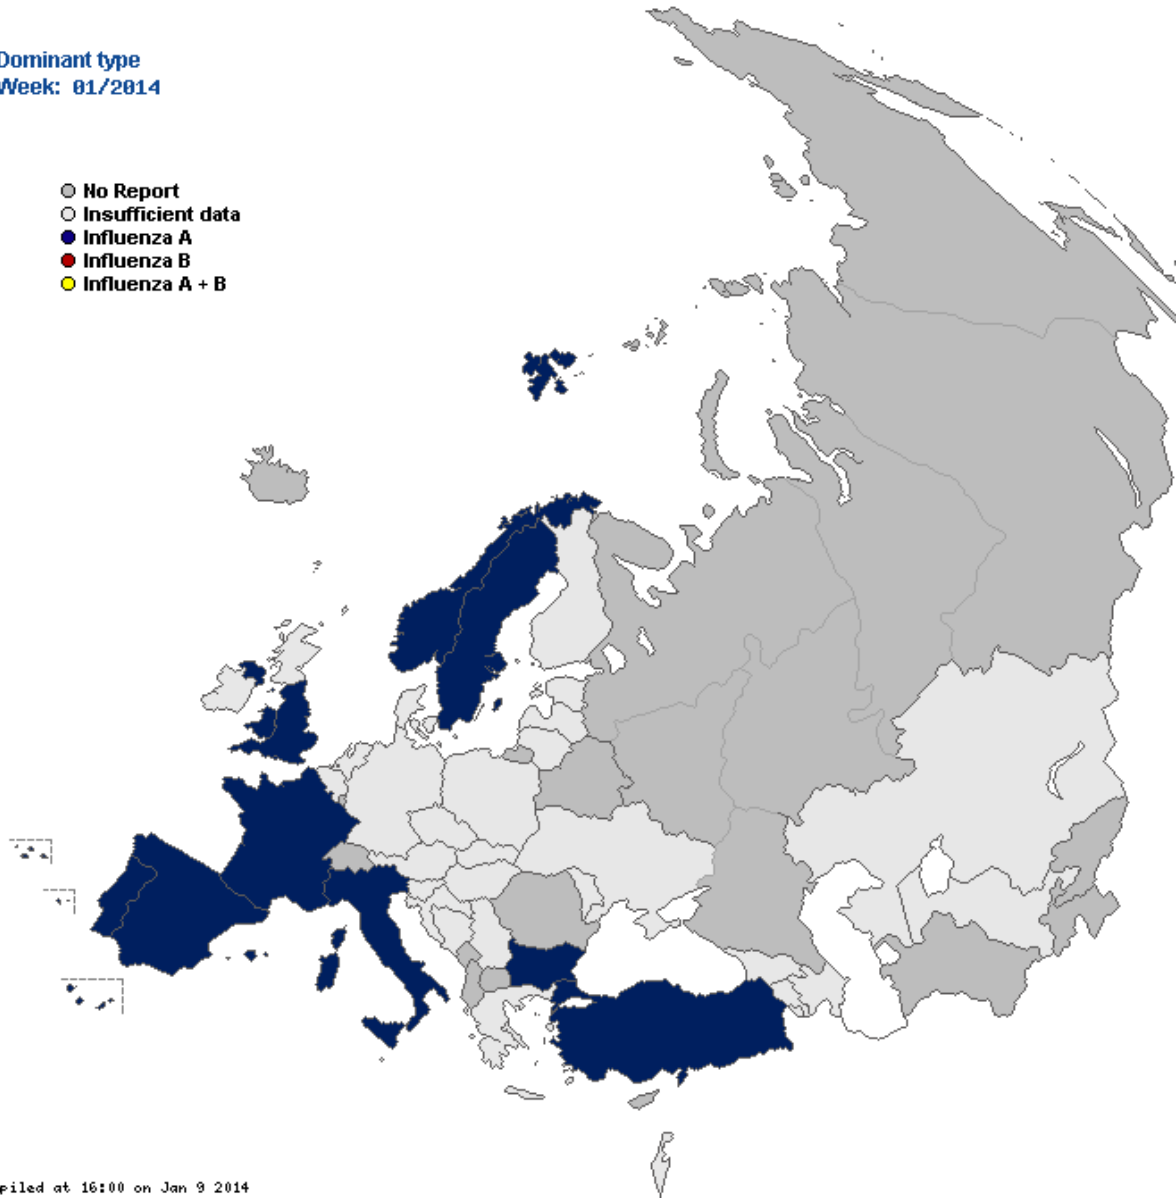 Dominant type
Week: 01/2014
No Report
Insufficient data
Influenza A
Influenza B
Influenza A + B
piled at 16:00 on Jan 9 2014